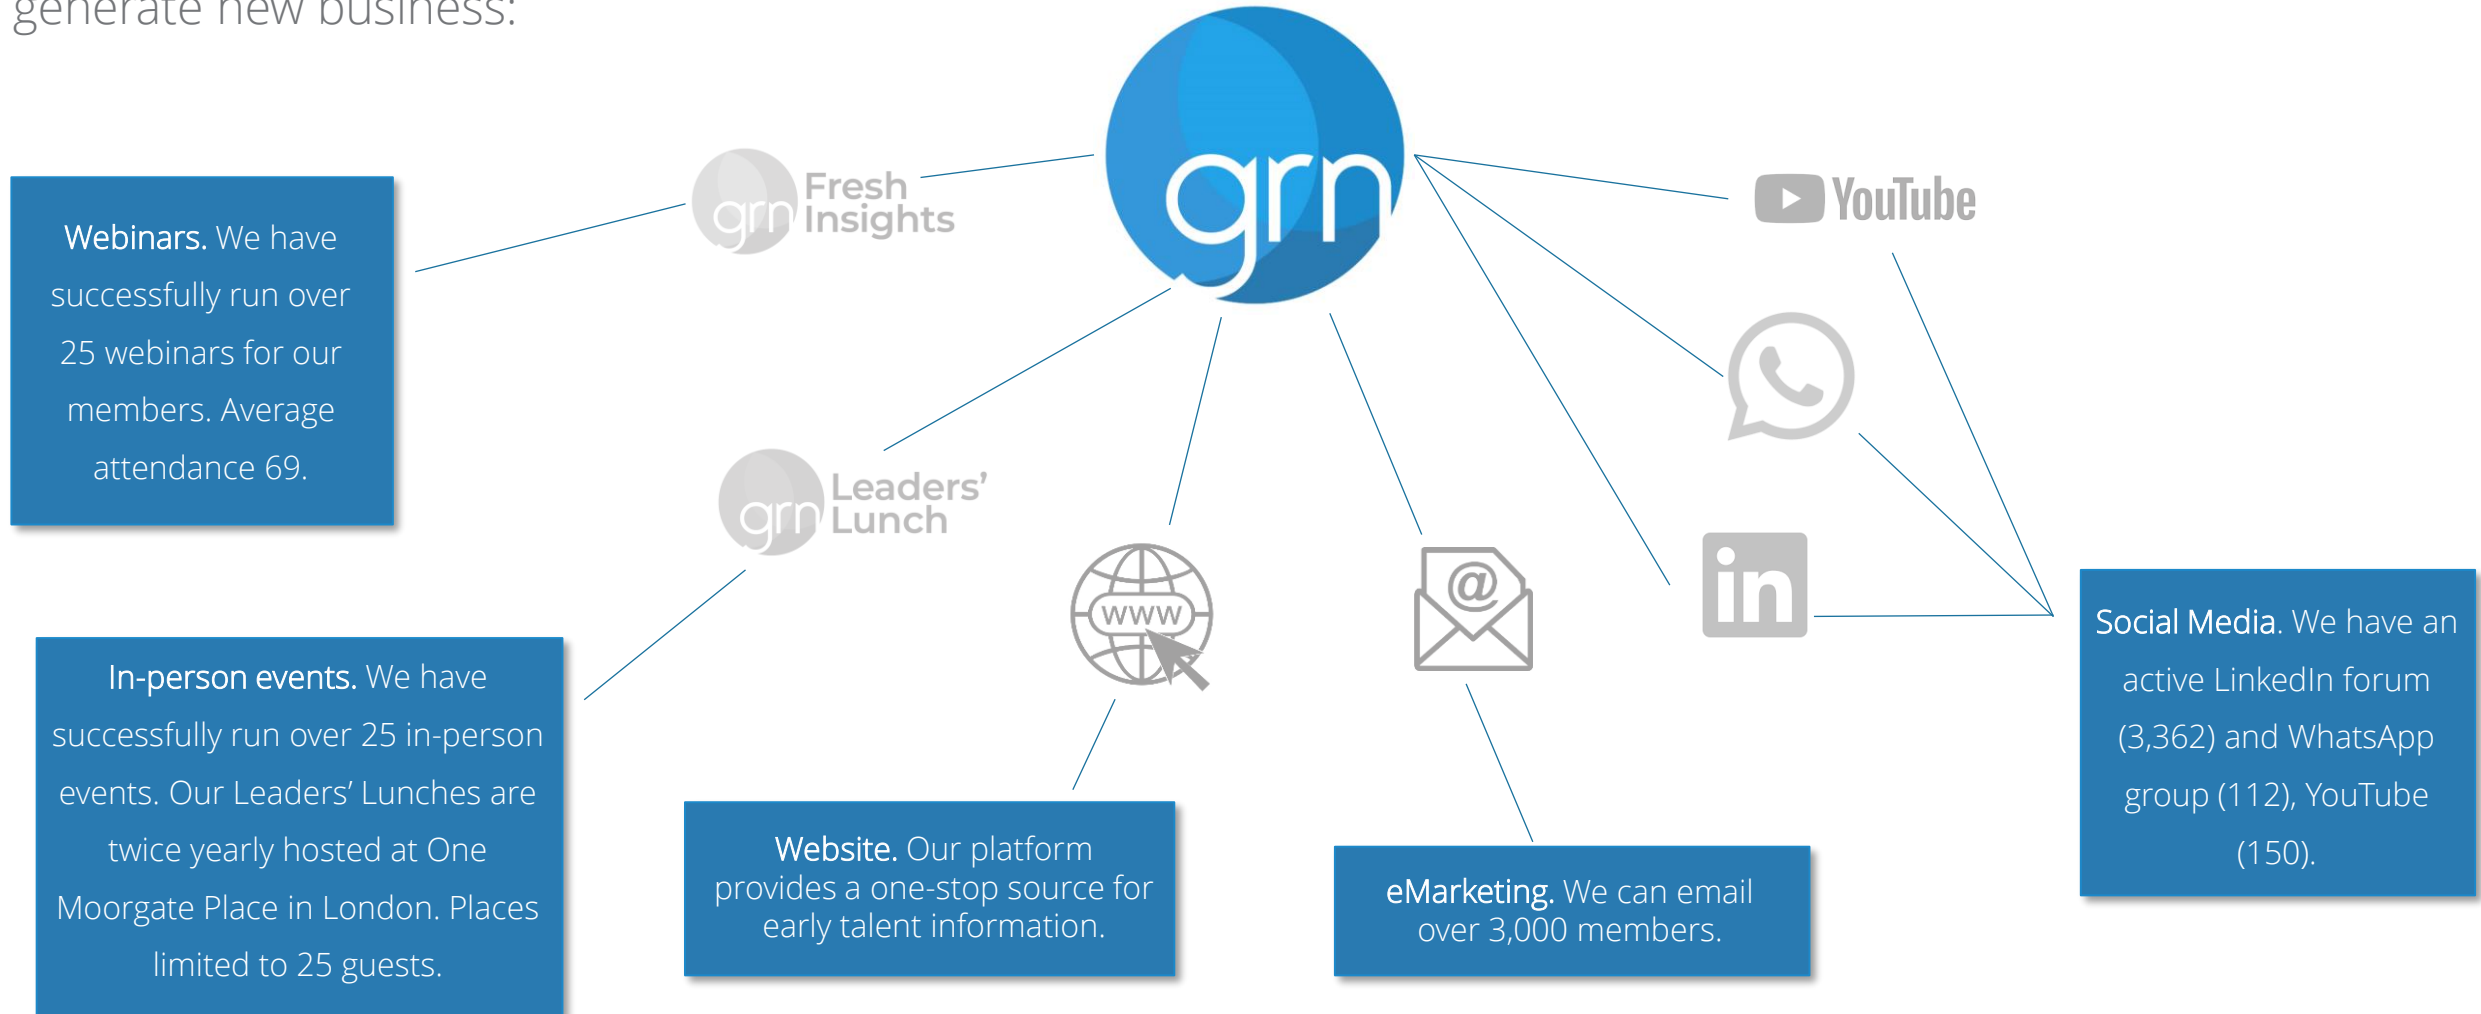 generate new business:
grn
grn
Fresh
Insights
YouTube
Webinars. We have
successfully run over
25 webinars for our
members. Average
attendance 69.
grn
Leaders’
Lunch
www
@
in
In-person events. We have
successfully run over 25 in-person
events. Our Leaders’ Lunches are
twice yearly hosted at One
Moorgate Place in London. Places
limited to 25 guests.
Website. Our platform
provides a one-stop source for
early talent information.
eMarketing. We can email
over 3,000 members.
Social Media. We have an
active LinkedIn forum
(3,362) and WhatsApp
group (112), YouTube
(150).